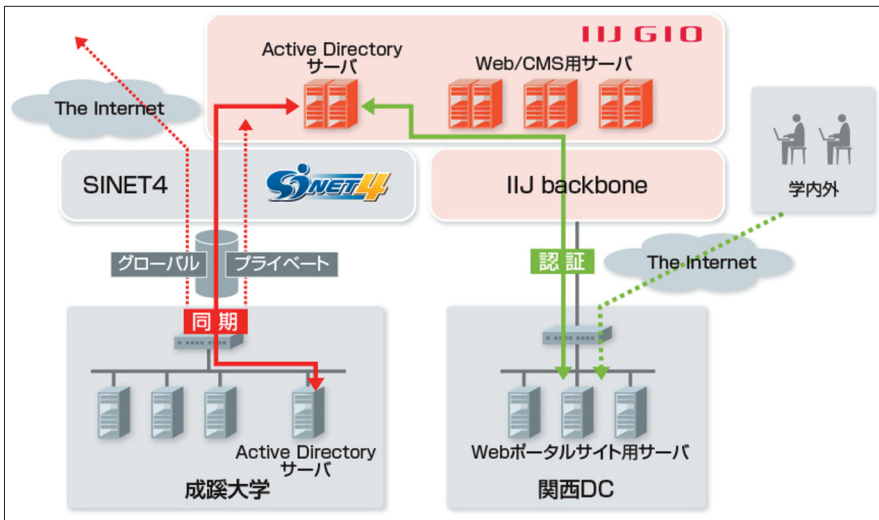 IIJ GIO
Active Directory
サーバ
Web/CMS用サーバ
The Internet
SINET4
SINET4
IIJ backbone
学内外
グローバル
プライベート
認証
The Internet
同期
Active Directory
サーバ
Webポータルサイト用サーバ
成蹊大学
関西DC